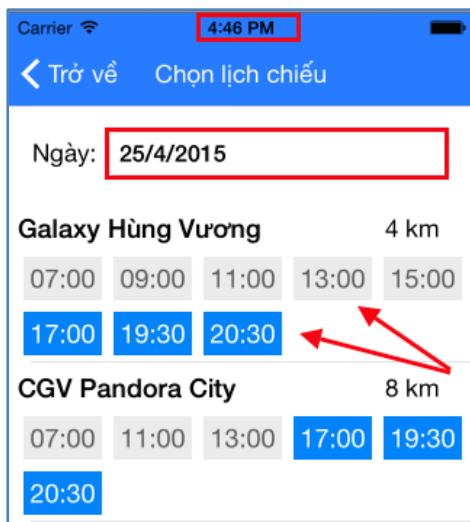 Carrier 4:46 PM
Trở về Chọn lịch chiếu
Ngày: 25/4/2015
Galaxy Hùng Vương 4 km
07:00 09:00 11:00 13:00 15:00
17:00 19:30 20:30
CGV Pandora City 8 km
07:00 11:00 13:00 17:00 19:30
20:30